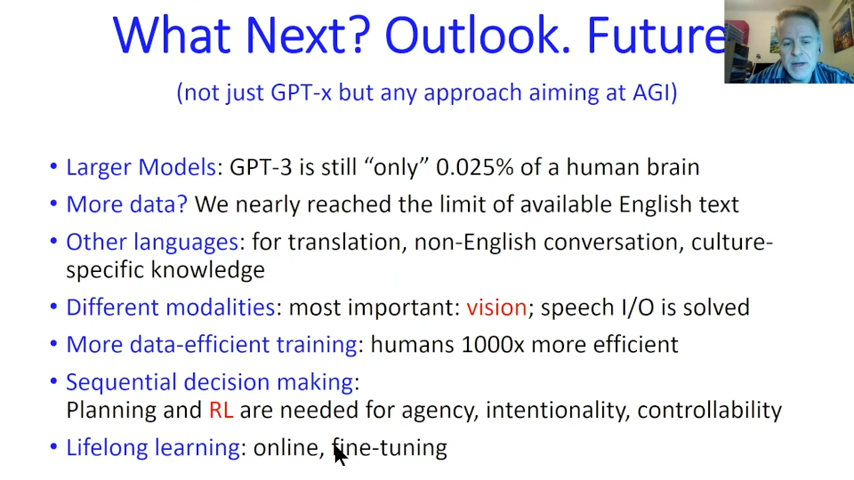 What Next? Outlook. Future
(not just GPT-x but any approach aiming at AGI)
• Larger Models: GPT-3 is still “only” 0.025% of a human brain
• More data? We nearly reached the limit of available English text
• Other languages: for translation, non-English conversation, culture-
specific knowledge
• Different modalities: most important: vision; speech I/O is solved
• More data-efficient training: humans 1000x more efficient
• Sequential decision making:
Planning and RL are needed for agency, intentionality, controllability
• Lifelong learning: online, fine-tuning